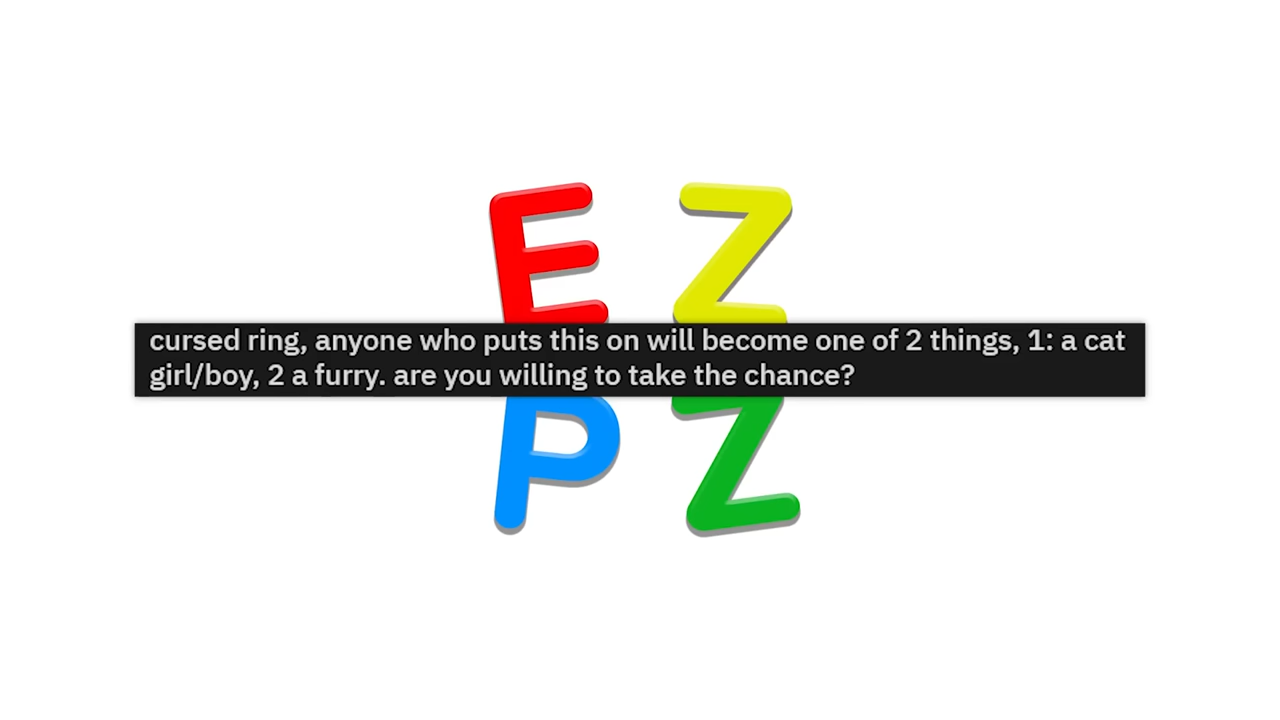 E Z
cursed ring, anyone who puts this on will become one of 2 things, 1: a cat
girl/boy, 2 a furry. are you willing to take the chance?
P Z